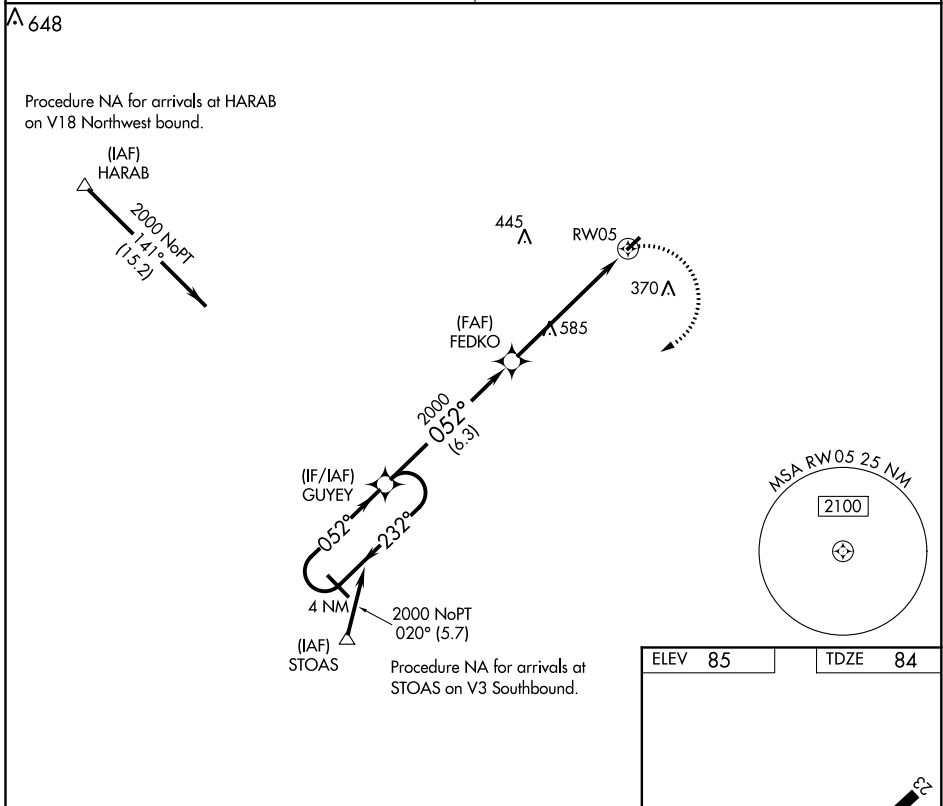 648
Procedure NA for arrivals at HARAB
on V18 Northwest bound.
(IAF)
HARAB
2000 NoPT
141°
(15.2)
445
RW05
370
585
(FAF)
FEDKO
2000
052°
(6.3)
(IF/IAF)
GUYEY
052°
232°
4 NM
2000 NoPT
020° (5.7)
(IAF)
STOAS
Procedure NA for arrivals at
STOAS on V3 Southbound.
MSA RW05 25 NM
2100
ELEV 85
TDZE 84
23